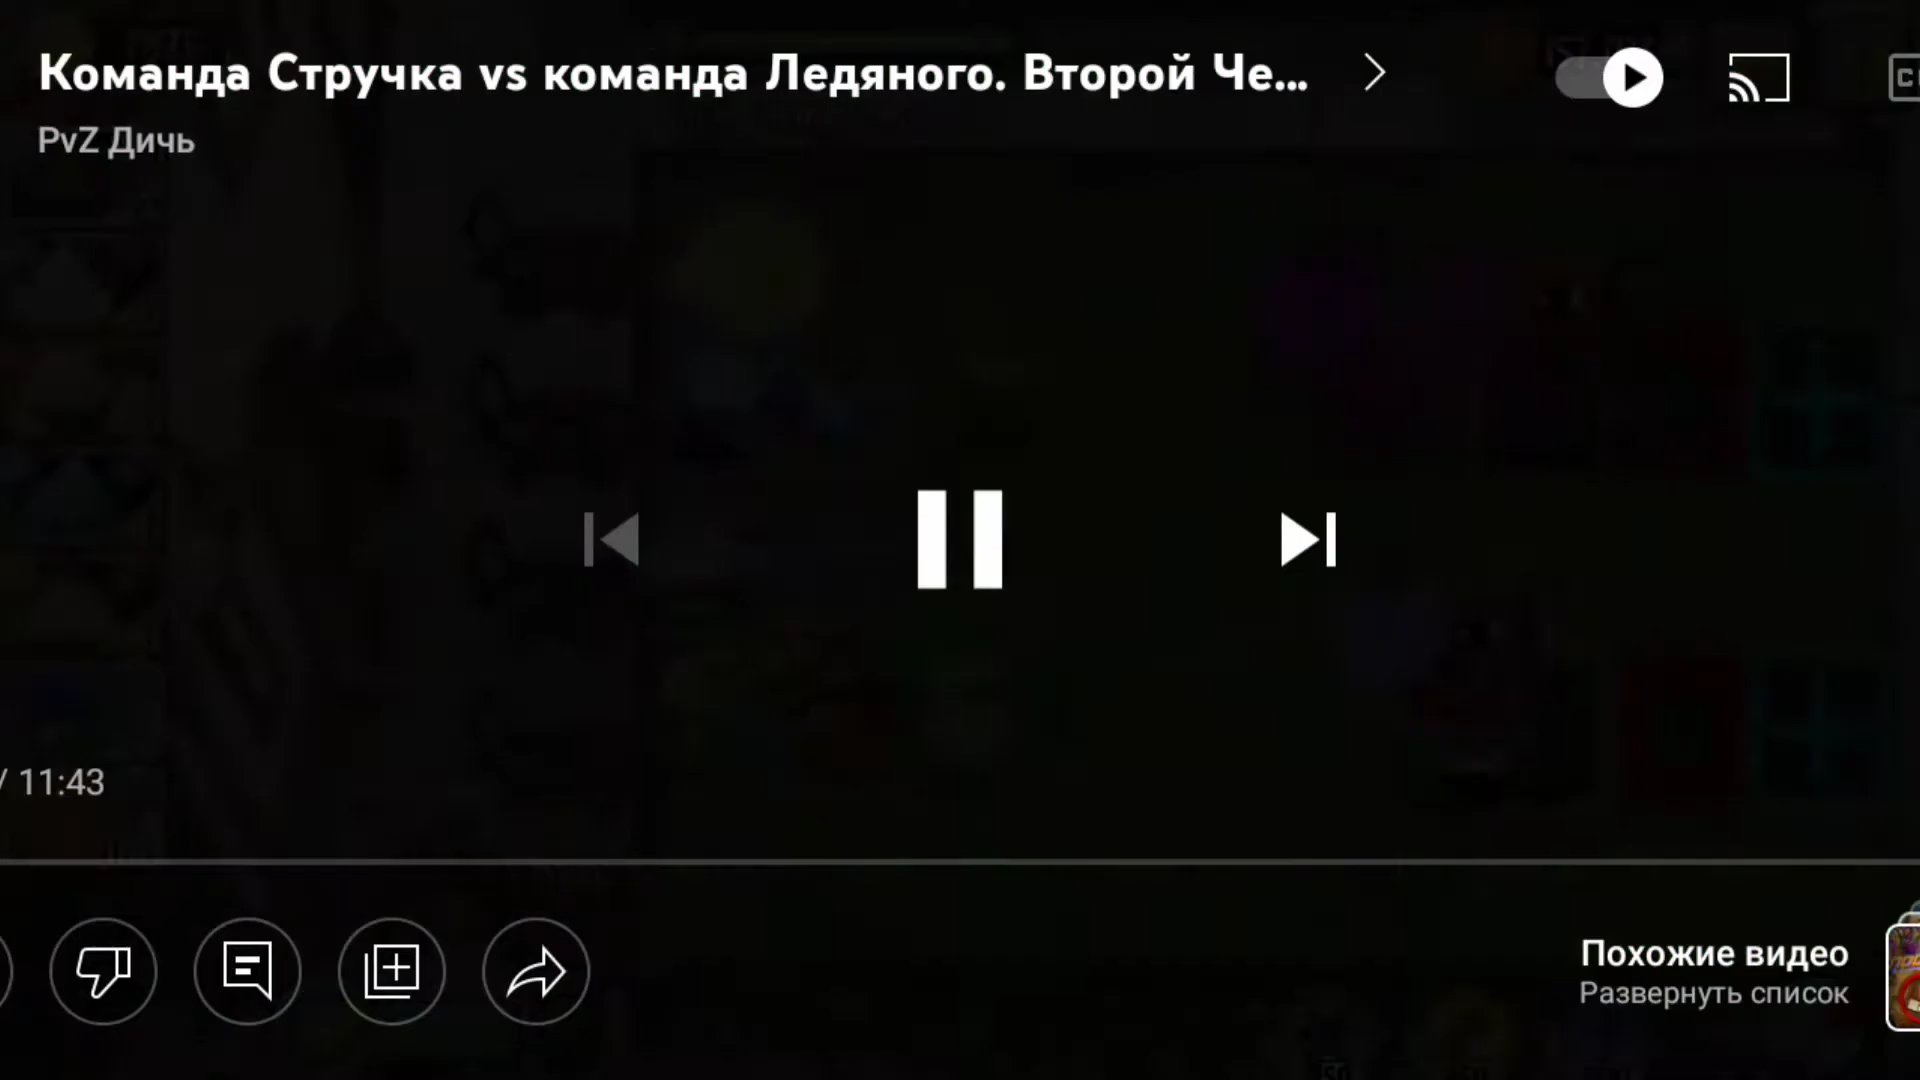 Команда Стручка vs команда Ледяного. Второй Че...
PvZ Дичь
/ 11:43
Похожие видео
Развернуть список